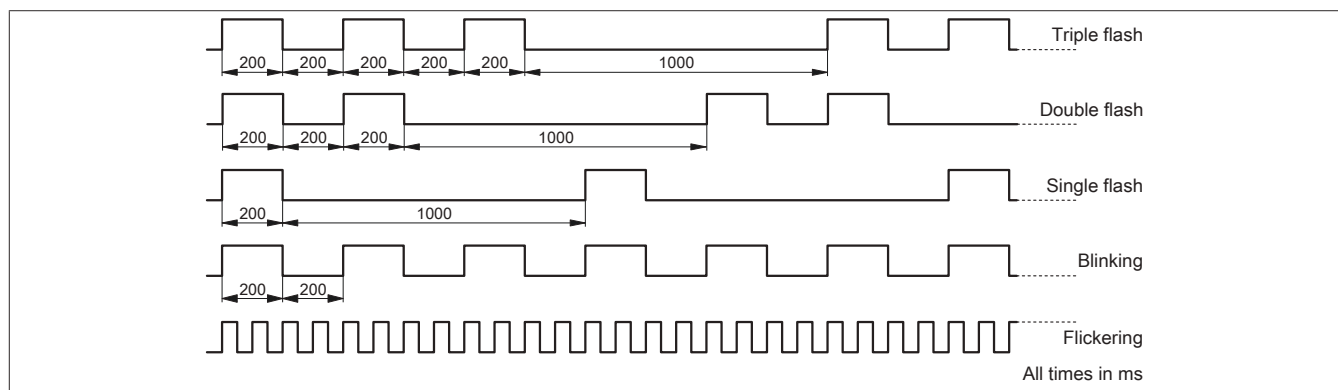 Triple flash
200 200 200 200 200 1000
Double flash
200 200 200 1000
Single flash
200 1000
Blinking
200 200
Flickering
All times in ms